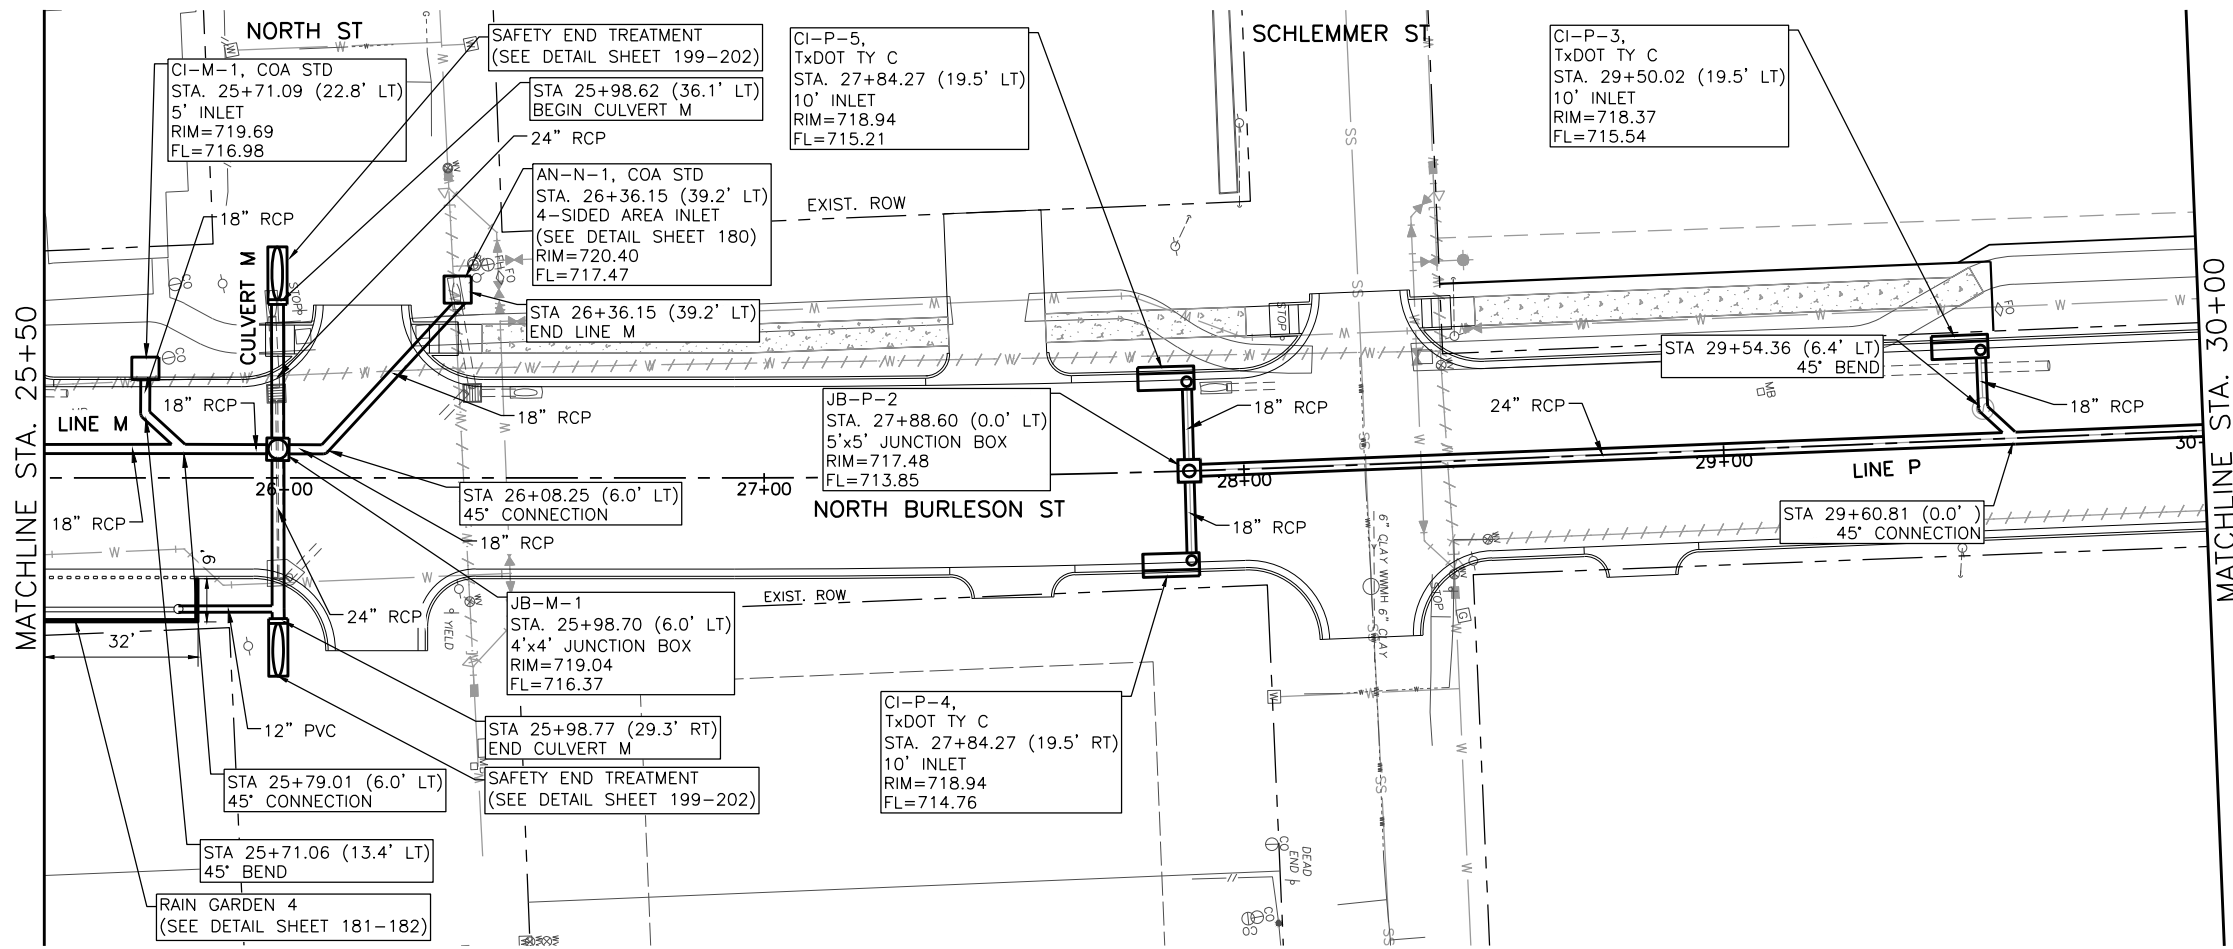 NORTH ST
SCHLEMMER ST
SAFETY END TREATMENT
(SEE DETAIL SHEET 199-202)
CI-M-1, COA STD
STA. 25+71.09 (22.8' LT)
5' INLET
RIM=719.69
FL=716.98
STA 25+98.62 (36.1' LT)
BEGIN CULVERT M
24" RCP
CI-P-5,
TxDOT TY C
STA. 27+84.27 (19.5' LT)
10' INLET
RIM=718.94
FL=715.21
CI-P-3,
TxDOT TY C
STA. 29+50.02 (19.5' LT)
10' INLET
RIM=718.37
FL=715.54
AN-N-1, COA STD
STA. 26+36.15 (39.2' LT)
4-SIDED AREA INLET
(SEE DETAIL SHEET 180)
RIM=720.40
FL=717.47
EXIST. ROW
18" RCP
CULVERT M
STOP
STA 26+36.15 (39.2' LT)
END LINE M
STOP
STA 29+54.36 (6.4' LT)
45° BEND
MATCHLINE STA. 25+50
MATCHLINE STA. 30+00
LINE M
18" RCP
18" RCP
JB-P-2
STA. 27+88.60 (0.0' LT)
5'x5' JUNCTION BOX
RIM=717.48
FL=713.85
18" RCP
24" RCP
MB
18" RCP
26+00
27+00
28+00
29+00
30
LINE P
NORTH BURLESON ST
STA 26+08.25 (6.0' LT)
45° CONNECTION
18" RCP
18" RCP
18" RCP
STA 29+60.81 (0.0' )
45° CONNECTION
6" CLAY WWMH 6" CLAY
9'
32'
24" RCP
JB-M-1
STA. 25+98.70 (6.0' LT)
4'x4' JUNCTION BOX
RIM=719.04
FL=716.37
EXIST. ROW
YIELD
STOP
12" PVC
STA 25+98.77 (29.3' RT)
END CULVERT M
SAFETY END TREATMENT
(SEE DETAIL SHEET 199-202)
CI-P-4,
TxDOT TY C
STA. 27+84.27 (19.5' RT)
10' INLET
RIM=718.94
FL=714.76
STA 25+79.01 (6.0' LT)
45° CONNECTION
STA 25+71.06 (13.4' LT)
45° BEND
RAIN GARDEN 4
(SEE DETAIL SHEET 181-182)
DEAD
END